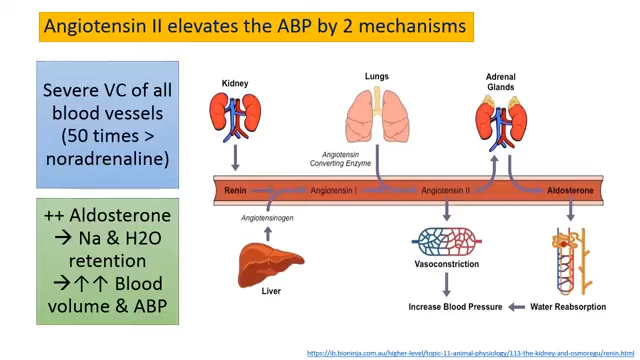 Angiotensin II elevates the ABP by 2 mechanisms
Severe VC of all
blood vessels
(50 times >
noradrenaline)
++ Aldosterone
→ Na & H2O
retention
→↑↑ Blood
volume & ABP
Kidney
Lungs
Adrenal
Glands
Angiotensin
Converting Enzyme
Renin
Angiotensin I
Angiotensin II
Aldosterone
Angiotensinogen
Liver
Vasoconstriction
Increase Blood Pressure
Water Reabsorption
https://ib.bioninja.com.au/higher-level/topic-11-animal-physiology/113-the-kidney-and-osmoregu/renin.html